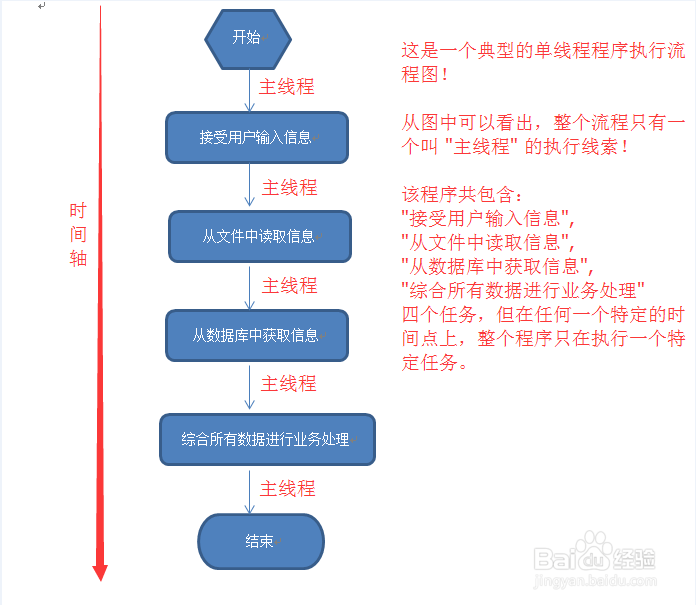 开始
主线程
接受用户输入信息
主线程
从文件中读取信息
主线程
从数据库中获取信息
主线程
综合所有数据进行业务处理
主线程
结束
时
间
轴
这是一个典型的单线程程序执行流
程图！
从图中可以看出，整个流程只有一
个叫 "主线程" 的执行线索！
该程序共包含：
"接受用户输入信息",
"从文件中读取信息",
"从数据库中获取信息",
"综合所有数据进行业务处理"
四个任务，但在任何一个特定的时
间点上，整个程序只在执行一个特
定任务。
Baidu 经验
jingyan.baidu.com